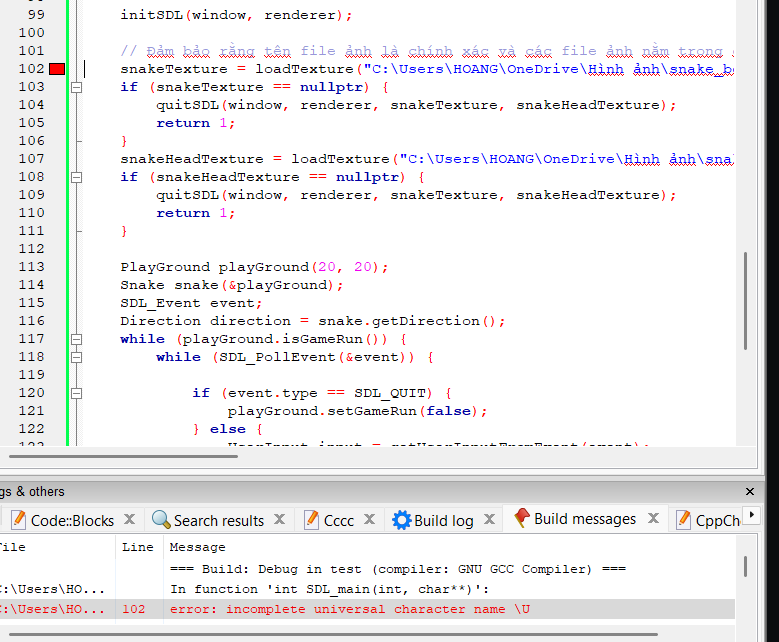 99 initSDL(window, renderer);
100
101 // Đảm bảo rằng tên file ảnh là chính xác và các file ảnh nằm trong
102 snakeTexture = loadTexture("C:\Users\HOANG\OneDrive\Hình ảnh\snake_b
103 if (snakeTexture == nullptr) {
104 quitSDL(window, renderer, snakeTexture, snakeHeadTexture);
105 return 1;
106 }
107 snakeHeadTexture = loadTexture("C:\Users\HOANG\OneDrive\Hình ảnh\sna
108 if (snakeHeadTexture == nullptr) {
109 quitSDL(window, renderer, snakeTexture, snakeHeadTexture);
110 return 1;
111 }
112
113 PlayGround playGround(20, 20);
114 Snake snake(&playGround);
115 SDL_Event event;
116 Direction direction = snake.getDirection();
117 while (playGround.isGameRun()) {
118 while (SDL_PollEvent(&event)) {
119
120 if (event.type == SDL_QUIT) {
121 playGround.setGameRun(false);
122 } else {
gs & others
Code::Blocks Search results Cccc Build log Build messages CppCh
File Line Message
=== Build: Debug in test (compiler: GNU GCC Compiler) ===
C:\Users\HO... In function 'int SDL_main(int, char**)':
C:\Users\HO... 102 error: incomplete universal character name \U